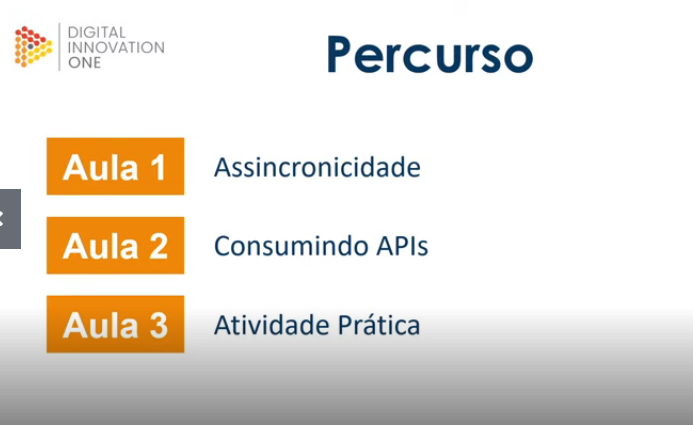 DIGITAL
INNOVATION
ONE
Percurso
Aula 1 Assincronicidade
Aula 2 Consumindo APIs
Aula 3 Atividade Prática